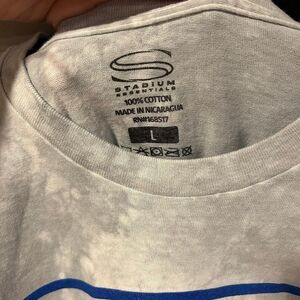 STADIUM
ESSENTIALS
100% COTTON
MADE IN NICARAGUA
RN#168517
L